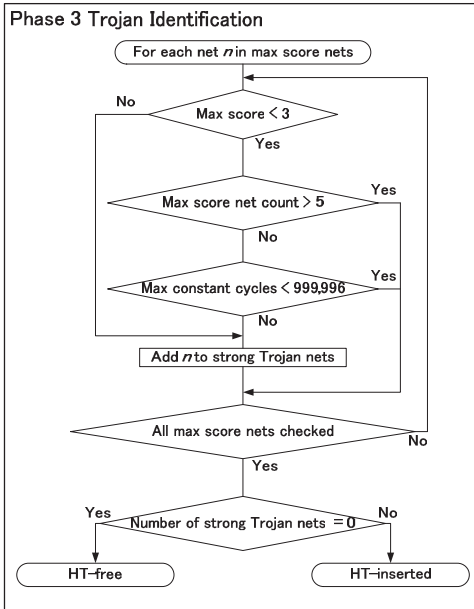 Phase 3 Trojan Identification
For each net n in max score nets
No
Max score < 3
Yes
Max score net count > 5
Yes
No
Max constant cycles < 999,996
Yes
No
Add n to strong Trojan nets
All max score nets checked
No
Yes
Yes
Number of strong Trojan nets = 0
No
HT-free
HT-inserted